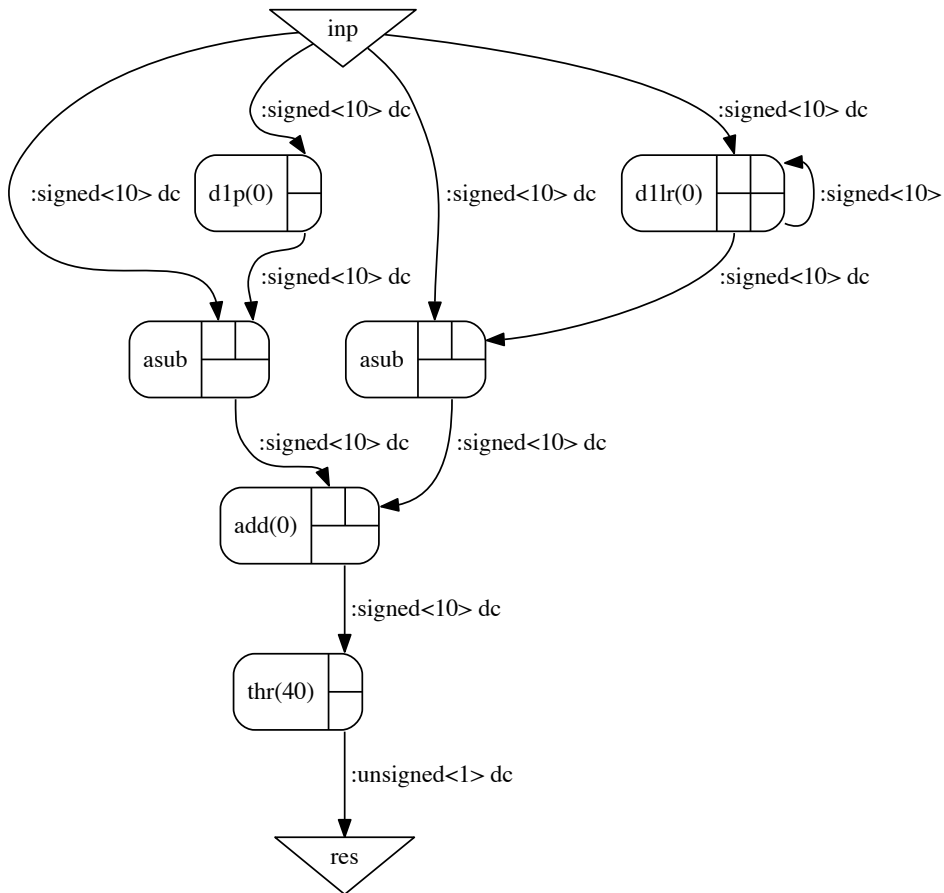 inp
:signed<10> dc
:signed<10> dc
:signed<10> dc
d1p(0)
:signed<10> dc
d1lr(0)
:signed<10>
:signed<10> dc
:signed<10> dc
asub
asub
:signed<10> dc
:signed<10> dc
add(0)
:signed<10> dc
thr(40)
:unsigned<1> dc
res